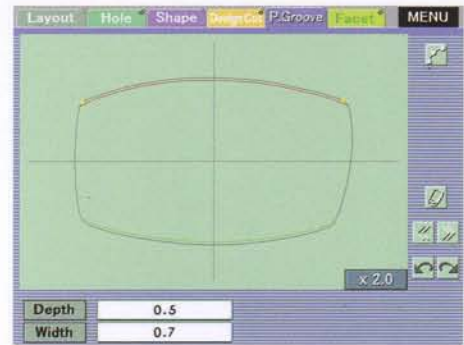 Layout Hole Shape Design Cut P.Groove Facet MENU
x 2.0
Depth 0.5
Width 0.7